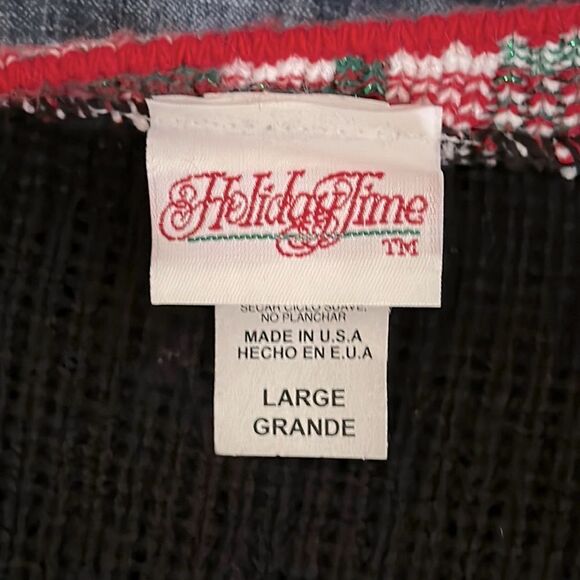 Holiday Time
TM
SECAR CICLO SUAVE.
NO PLANCHAR
MADE IN U.S.A
HECHO EN E.U.A
LARGE
GRANDE